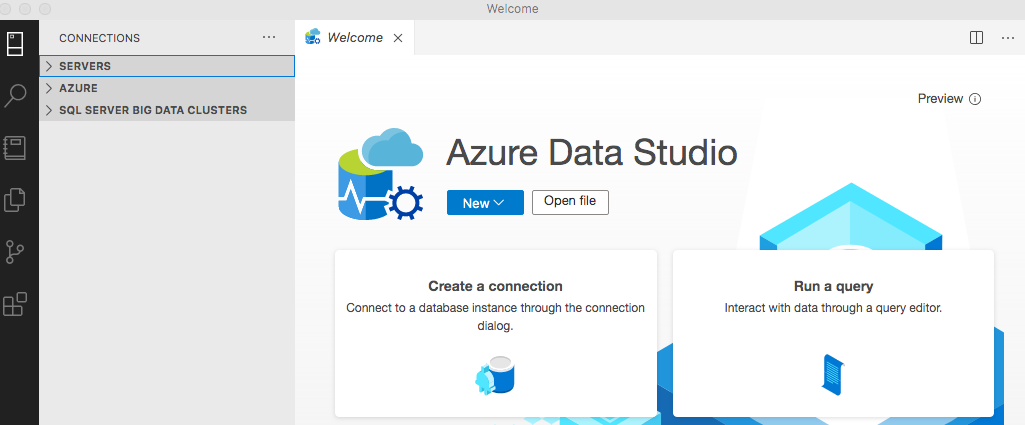 Welcome
CONNECTIONS
Welcome
SERVERS
AZURE
SQL SERVER BIG DATA CLUSTERS
Preview
Azure Data Studio
New
Open file
Create a connection
Connect to a database instance through the connection
dialog.
Run a query
Interact with data through a query editor.